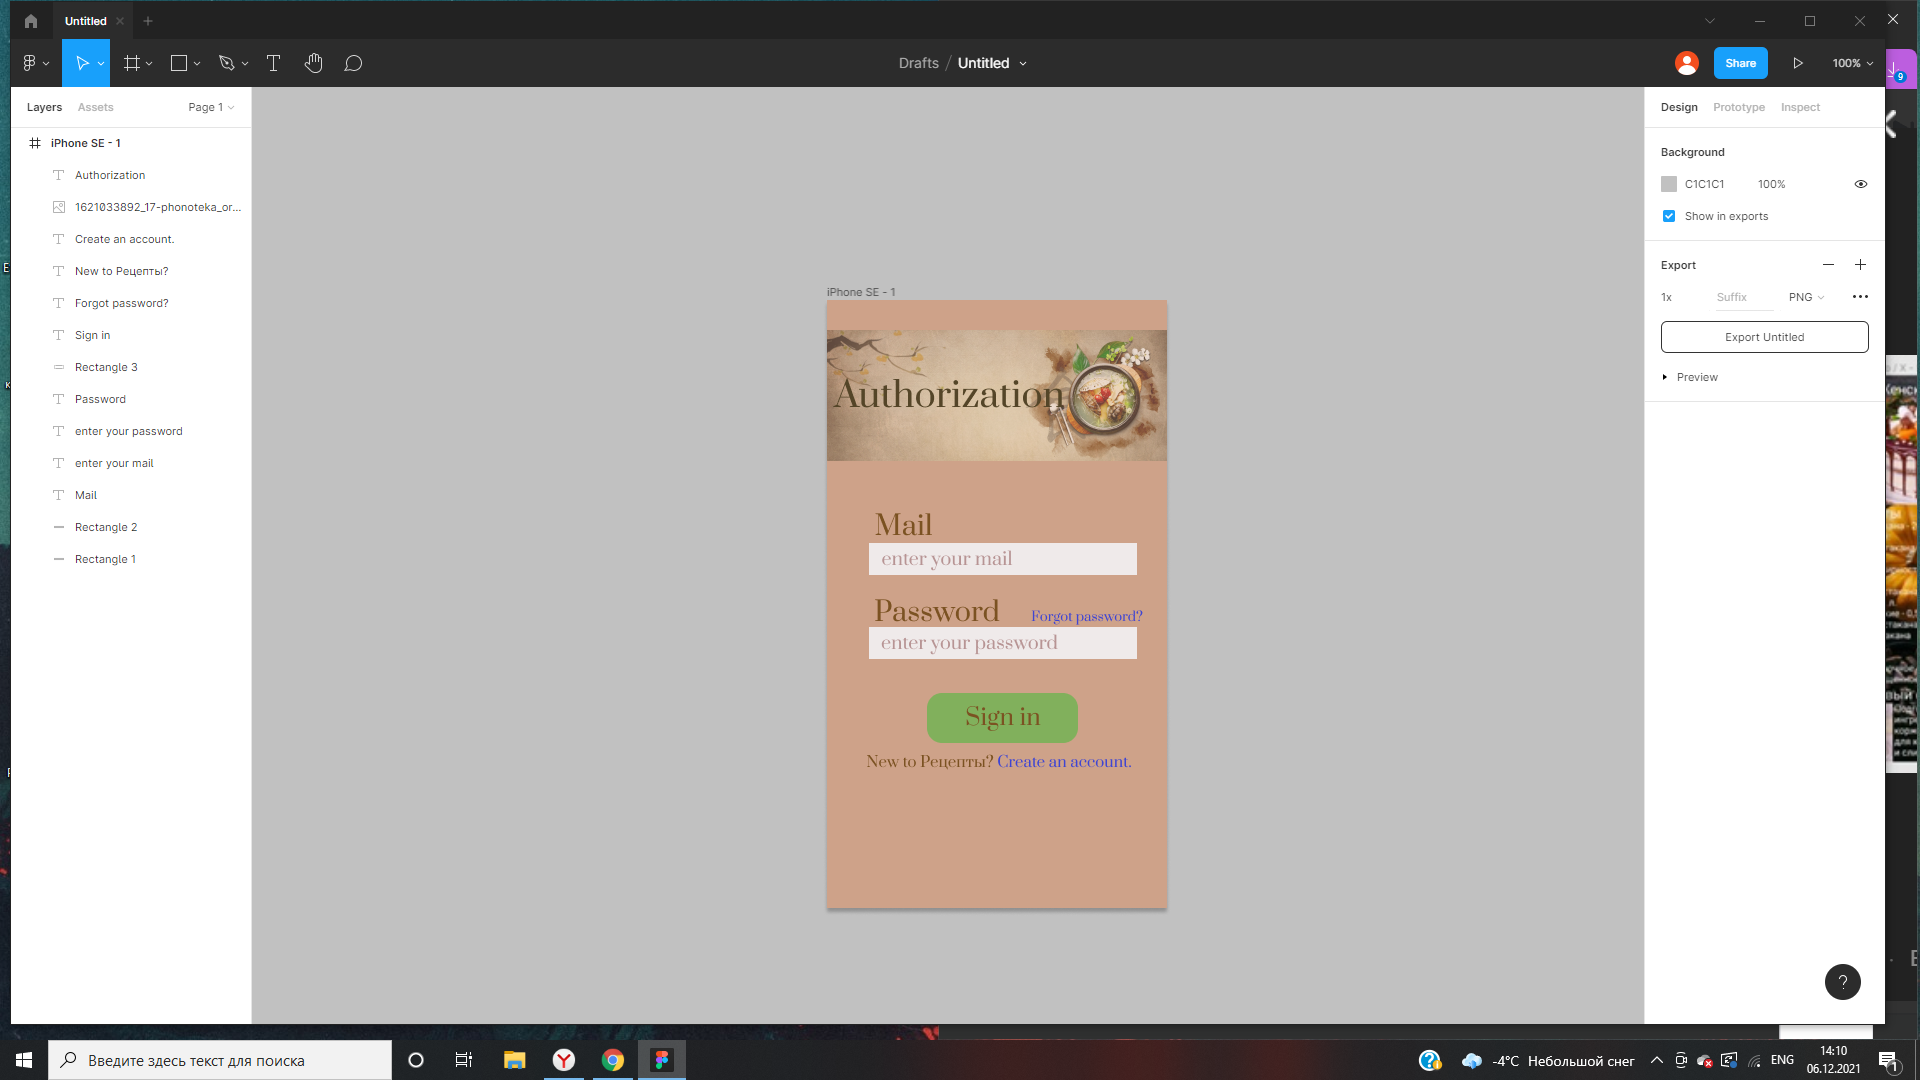 Untitled
Drafts / Untitled
Share
100%
9
Layers
Assets
Page 1
Design
Prototype
Inspect
iPhone SE - 1
Authorization
1621033892_17-phonoteka_or...
Create an account.
New to Рецепты?
Forgot password?
Sign in
Rectangle 3
Password
enter your password
enter your mail
Mail
Rectangle 2
Rectangle 1
Background
C1C1C1
100%
Show in exports
Export
1x
Suffix
PNG
Export Untitled
Preview
iPhone SE - 1
Authorization
Mail
enter your mail
Password
Forgot password?
enter your password
Sign in
New to Рецепты? Create an account.
?
Введите здесь текст для поиска
-4°C Небольшой снег
ENG
14:10
06.12.2021
1